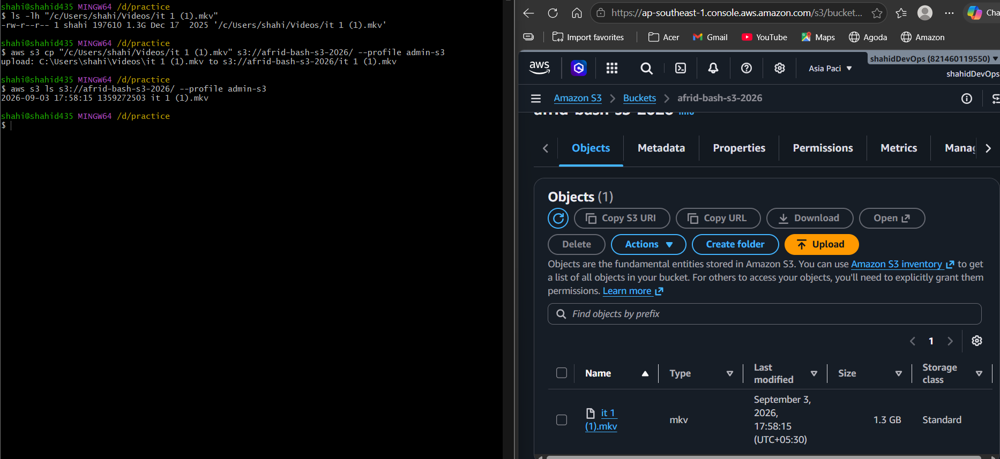 shahi@shahid435 MINGW64 /d/practice
$ ls -lh "/c/Users/shahi/Videos/it 1 (1).mkv"
-rw-r--r-- 1 shahi 197610 1.3G Dec 17  2025 '/c/Users/shahi/Videos/it 1 (1).mkv'
shahi@shahid435 MINGW64 /d/practice
$ aws s3 cp "/c/Users/shahi/Videos/it 1 (1).mkv" s3://afrid-bash-s3-2026/ --profile admin-s3
upload: C:\Users\shahi\Videos\it 1 (1).mkv to s3://afrid-bash-s3-2026/it 1 (1).mkv
shahi@shahid435 MINGW64 /d/practice
$ aws s3 ls s3://afrid-bash-s3-2026/ --profile admin-s3
2026-09-03 17:58:15 1359272503 it 1 (1).mkv
shahi@shahid435 MINGW64 /d/practice
$
https://ap-southeast-1.console.aws.amazon.com/s3/bucket...
Cha
Import favorites
Acer
Gmail
YouTube
Maps
Agoda
Amazon
aws
Asia Paci
shahidDevOps (821460119550)
shahidDevOps
Amazon S3
Buckets
afrid-bash-s3-2026
afrid-bash-s3-2026 Info
Objects
Metadata
Properties
Permissions
Metrics
Manag
Objects (1)
Copy S3 URI
Copy URL
Download
Open
Delete
Actions
Create folder
Upload
Objects are the fundamental entities stored in Amazon S3. You can use Amazon S3 inventory to get
a list of all objects in your bucket. For others to access your objects, you'll need to explicitly grant them
permissions. Learn more
Find objects by prefix
1
Name
Type
Last
modified
Size
Storage
class
it 1
(1).mkv
mkv
September 3,
2026,
17:58:15
(UTC+05:30)
1.3 GB
Standard